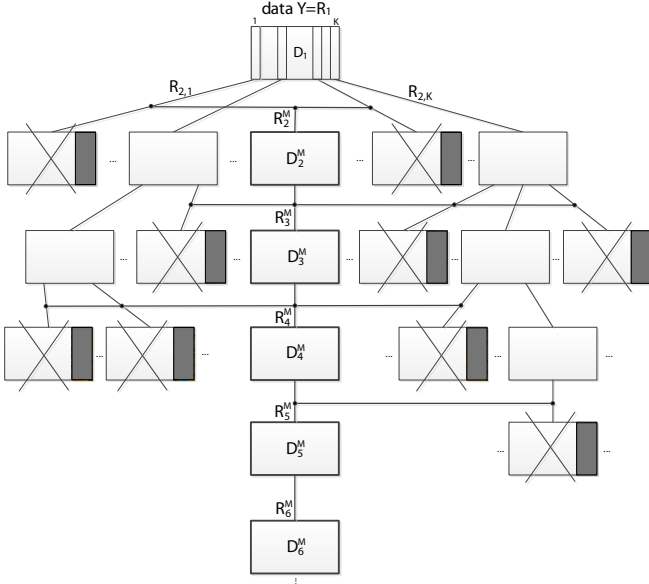 data Y=R₁
1 K
D₁
R₂,₁ R₂,K
R₂ᴹ
... ... D₂ᴹ ... ...
R₃ᴹ
... ... D₃ᴹ ... ...
R₄ᴹ
... ... D₄ᴹ ... ... ...
R₅ᴹ
D₅ᴹ ... ...
R₆ᴹ
D₆ᴹ